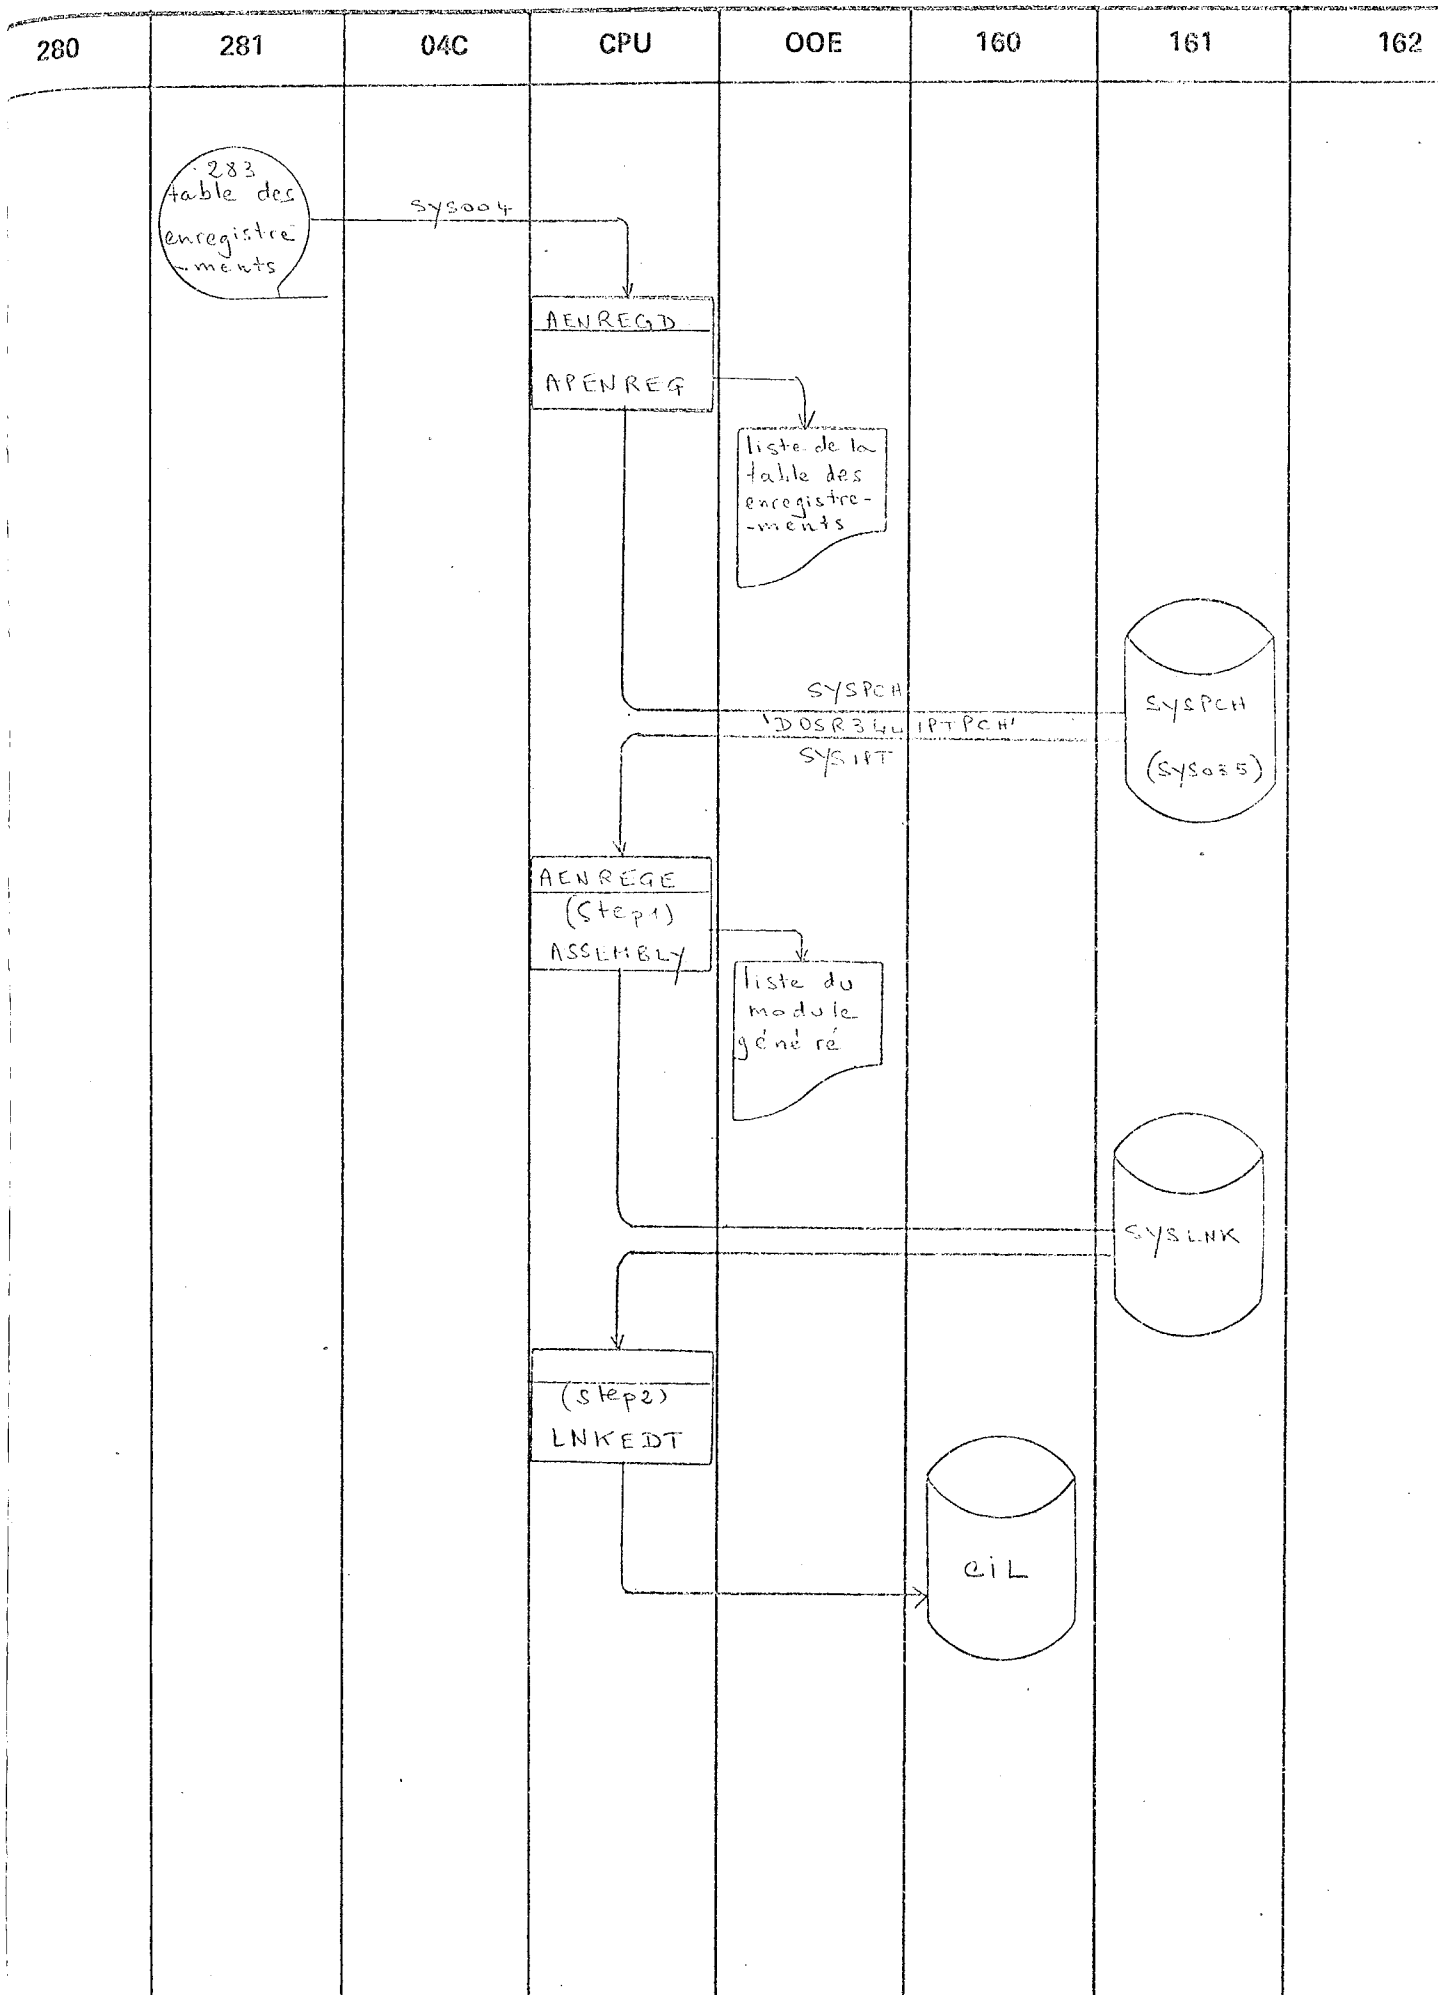 280 281 04C CPU OOE 160 161 162
283
table des
enregistre
-ments
SYS004
AENREGD
APENREG
liste de la
table des
enregistre-
-ments
SYSPCH
'DOSR34L IPTPCH'
SYSIPT
SYSPCH
(SYS035)
AENREGE
(Step1)
ASSEMBLY
liste du
module
généré
SYSLNK
(Step2)
LNKEDT
CIL